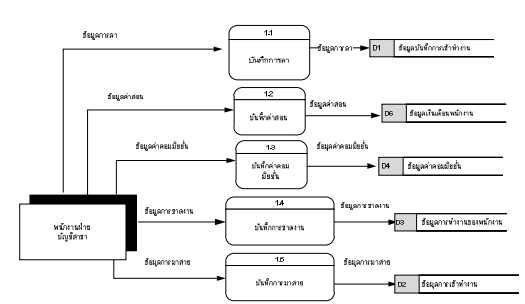 ข้อมูลการลา
1.1
บันทึกการลา
ข้อมูลการลา
D1 ข้อมูลบันทึกการเข้าทำงาน
ข้อมูลค่าสอน
1.2
บันทึกค่าสอน
ข้อมูลค่าสอน
D6 ข้อมูลเงินเดือนพนักงาน
ข้อมูลค่าคอมมิชชั่น
1.3
บันทึกค่าคอม
มิชชั่น
ข้อมูลค่าคอมมิชชั่น
D4 ข้อมูลค่าคอมมิชชั่น
พนักงานฝ่าย
บัญชีสาขา
ข้อมูลการขาดงาน
1.4
บันทึกการขาดงาน
ข้อมูลการขาดงาน
D3 ข้อมูลการทำงานของพนักงาน
ข้อมูลการมาสาย
1.5
บันทึกการมาสาย
ข้อมูลการมาสาย
D2 ข้อมูลการเข้าทำงาน